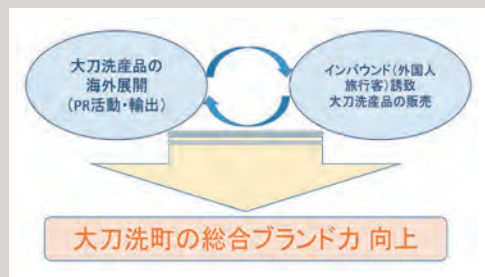 大刀洗産品の
海外展開
(PR活動・輸出)
インバウンド(外国人
旅行客)誘致
大刀洗産品の販売
大刀洗町の総合ブランド力 向上